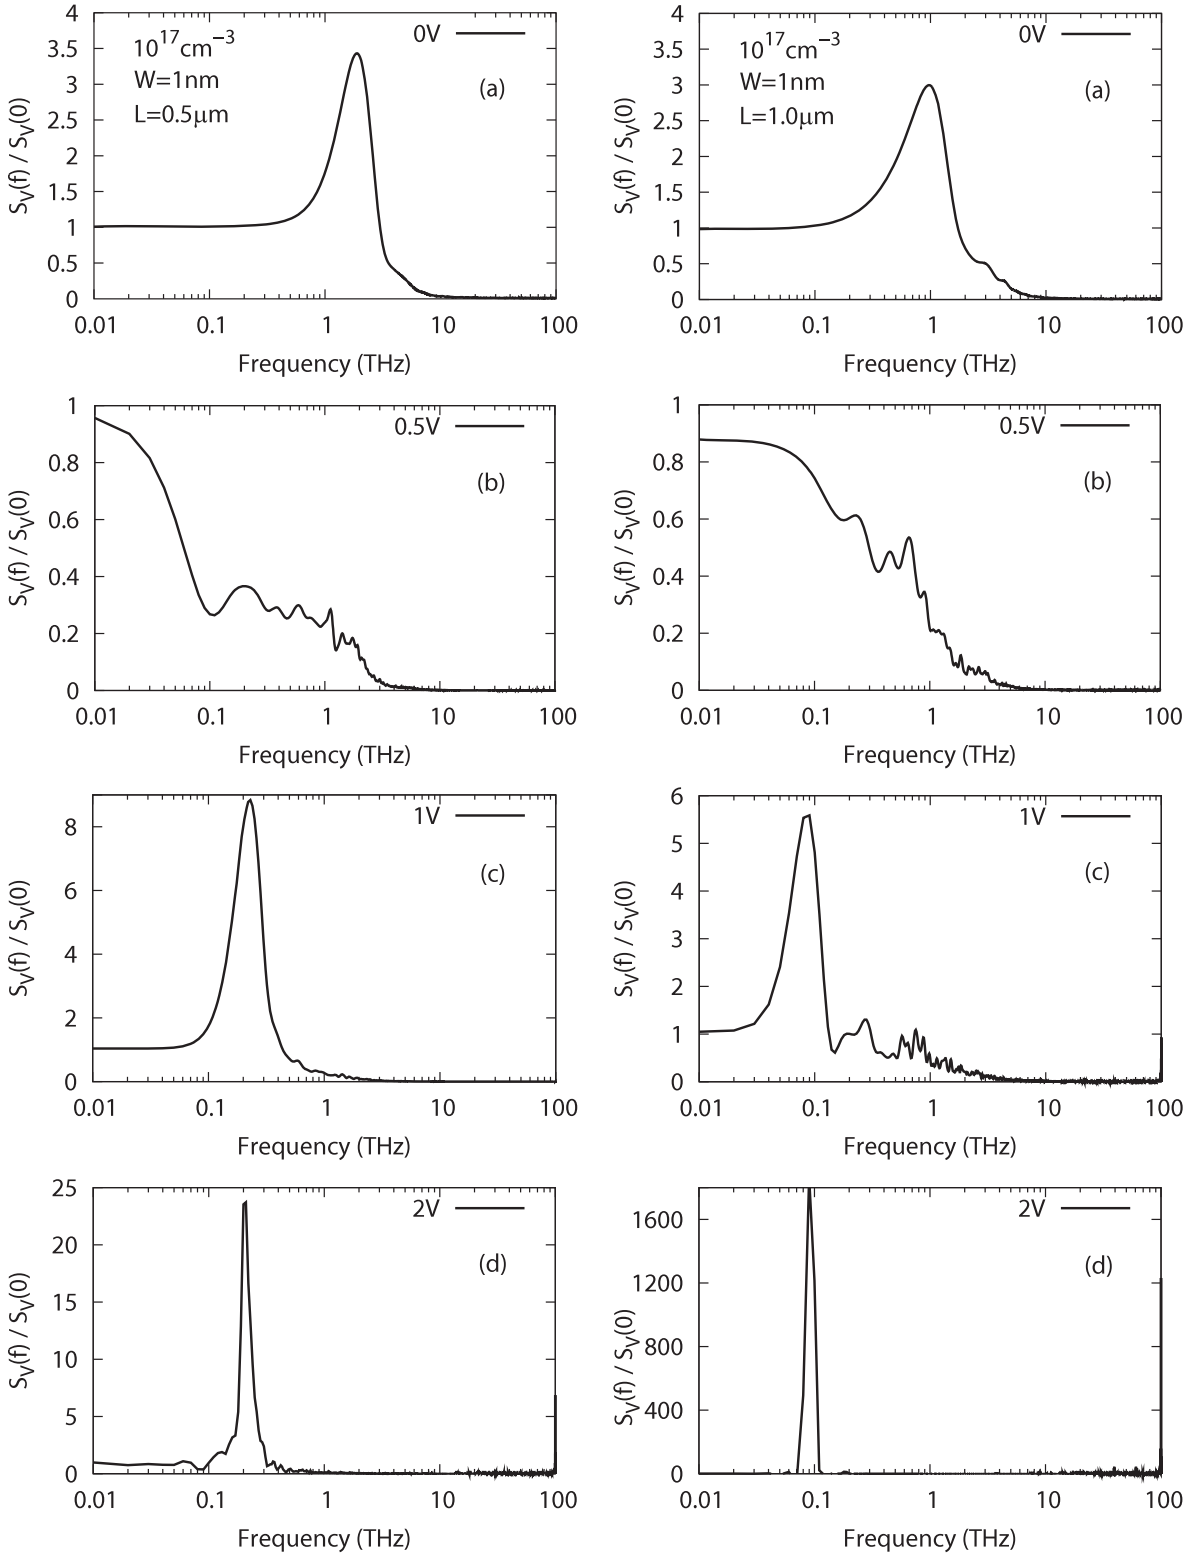 4
3.5
3
2.5
2
1.5
1
0.5
0
10^17cm^−3
W=1nm
L=0.5μm
0V
(a)
S_V(f) / S_V(0)
0.01 0.1 1 10 100
Frequency (THz)
4
3.5
3
2.5
2
1.5
1
0.5
0
10^17cm^−3
W=1nm
L=1.0μm
0V
(a)
S_V(f) / S_V(0)
0.01 0.1 1 10 100
Frequency (THz)
1
0.8
0.6
0.4
0.2
0
0.5V
(b)
S_V(f) / S_V(0)
0.01 0.1 1 10 100
Frequency (THz)
1
0.8
0.6
0.4
0.2
0
0.5V
(b)
S_V(f) / S_V(0)
0.01 0.1 1 10 100
Frequency (THz)
8
6
4
2
0
1V
(c)
S_V(f) / S_V(0)
0.01 0.1 1 10 100
Frequency (THz)
6
5
4
3
2
1
0
1V
(c)
S_V(f) / S_V(0)
0.01 0.1 1 10 100
Frequency (THz)
25
20
15
10
5
0
2V
(d)
S_V(f) / S_V(0)
0.01 0.1 1 10 100
Frequency (THz)
1600
1200
800
400
0
2V
(d)
S_V(f) / S_V(0)
0.01 0.1 1 10 100
Frequency (THz)